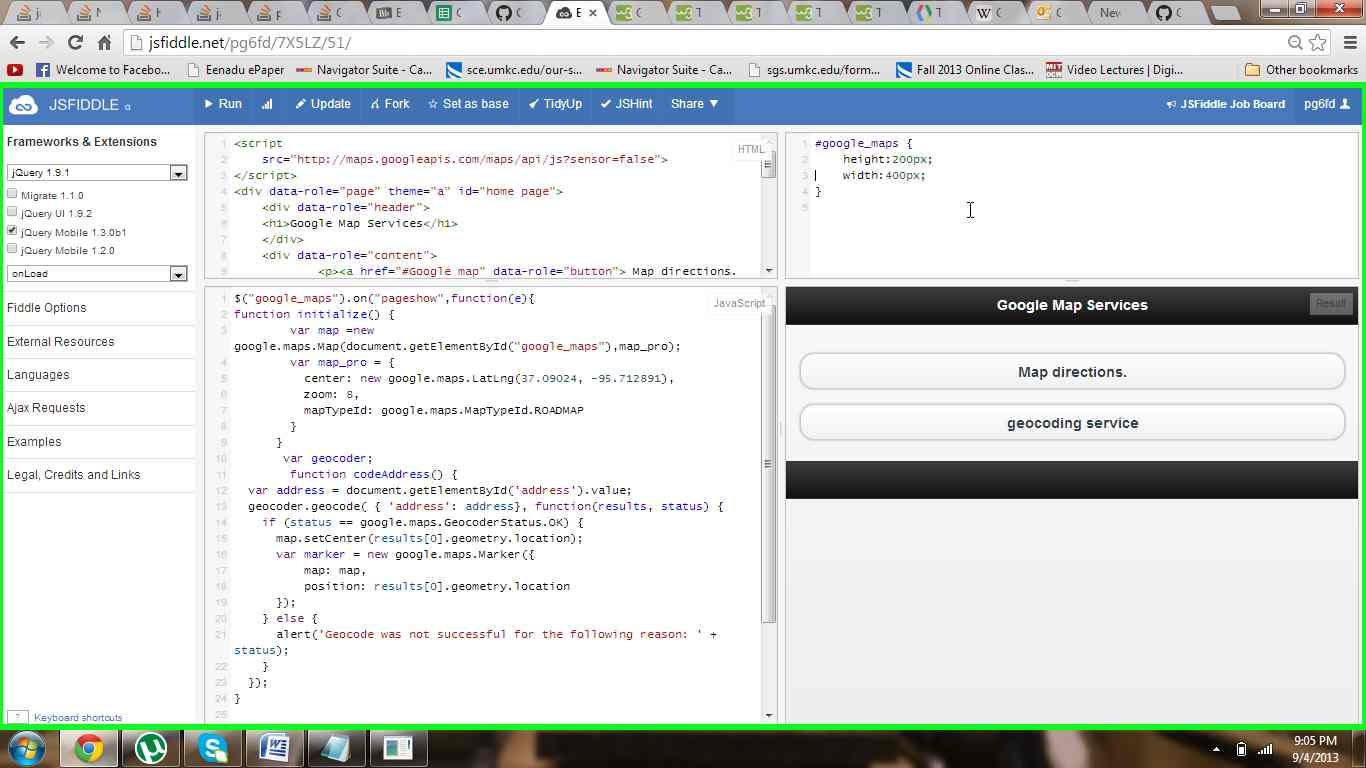 jsfiddle.net/pg6fd/7X5LZ/51/
Welcome to Facebo...
Eenadu ePaper
Navigator Suite - Ca...
sce.umkc.edu/our-s...
Navigator Suite - Ca...
sgs.umkc.edu/form...
Fall 2013 Online Clas...
MIT OCW Video Lectures | Digi...
Other bookmarks
JSFIDDLE α
Run
Update
Fork
Set as base
TidyUp
JSHint
Share
JSFiddle Job Board
pg6fd
Frameworks & Extensions
jQuery 1.9.1
Migrate 1.1.0
jQuery UI 1.9.2
jQuery Mobile 1.3.0b1
jQuery Mobile 1.2.0
onLoad
Fiddle Options
External Resources
Languages
Ajax Requests
Examples
Legal, Credits and Links
? Keyboard shortcuts
HTML
1 <script
2 src="http://maps.googleapis.com/maps/api/js?sensor=false">
3 </script>
4 <div data-role="page" theme="a" id="home page">
5 <div data-role="header">
6 <h1>Google Map Services</h1>
7 </div>
8 <div data-role="content">
9 <p><a href="#Google map" data-role="button"> Map directions.
1 #google_maps {
2 height:200px;
3 width:400px;
4 }
5
JavaScript
1 $("google_maps").on("pageshow",function(e){
2 function initialize() {
3 var map =new
google.maps.Map(document.getElementById("google_maps"),map_pro);
4 var map_pro = {
5 center: new google.maps.LatLng(37.09024, -95.712891),
6 zoom: 8,
7 mapTypeId: google.maps.MapTypeId.ROADMAP
8 }
9 }
10 var geocoder;
11 function codeAddress() {
12 var address = document.getElementById('address').value;
13 geocoder.geocode( { 'address': address}, function(results, status) {
14 if (status == google.maps.GeocoderStatus.OK) {
15 map.setCenter(results[0].geometry.location);
16 var marker = new google.maps.Marker({
17 map: map,
18 position: results[0].geometry.location
19 });
20 } else {
21 alert('Geocode was not successful for the following reason: ' +
status);
22 }
23 });
24 }
25
Google Map Services
Result
Map directions.
geocoding service
9:05 PM
9/4/2013